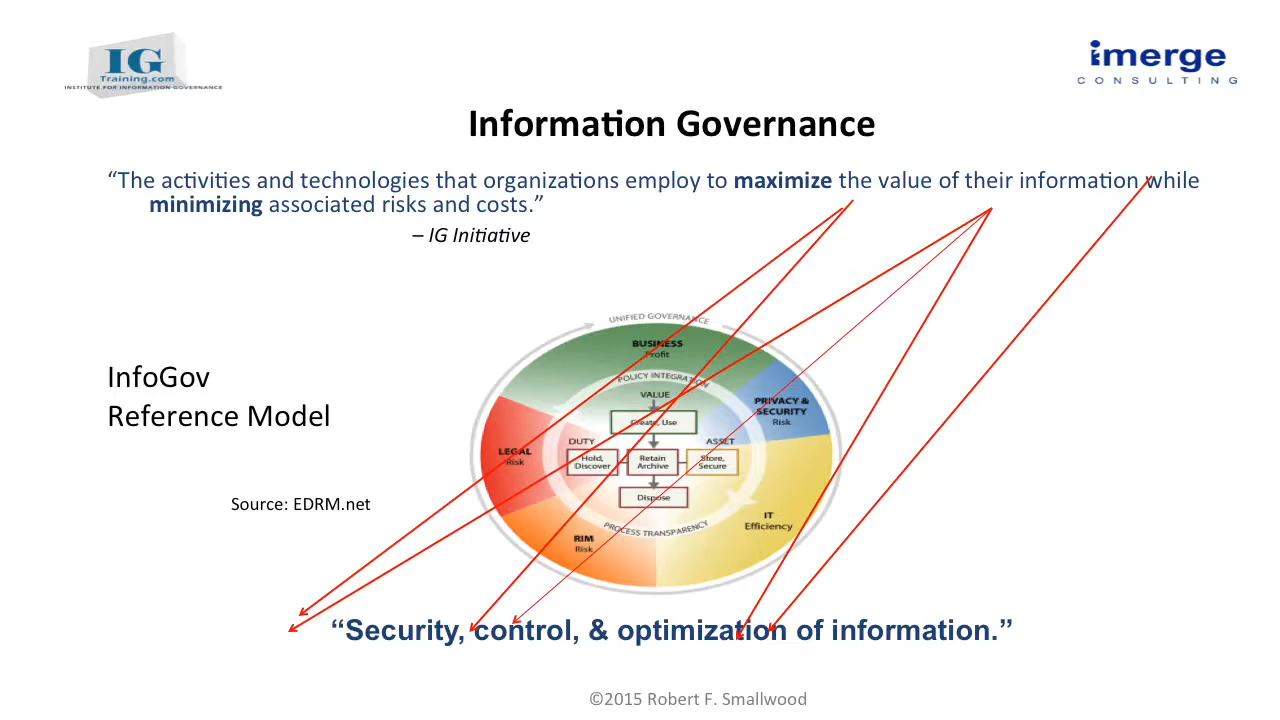 IG
Training.com
INSTITUTE FOR INFORMATION GOVERNANCE
imerge
CONSULTING
Information Governance
“The activities and technologies that organizations employ to maximize the value of their information while
minimizing associated risks and costs.”
– IG Initiative
InfoGov
Reference Model
Source: EDRM.net
UNIFIED GOVERNANCE
BUSINESS
Profit
POLICY INTEGRATION
VALUE
Create, Use
PRIVACY &
SECURITY
Risk
LEGAL
Risk
DUTY
Hold,
Discover
Retain
Archive
ASSET
Store,
Secure
Dispose
PROCESS TRANSPARENCY
IT
Efficiency
RIM
Risk
“Security, control, & optimization of information.”
©2015 Robert F. Smallwood